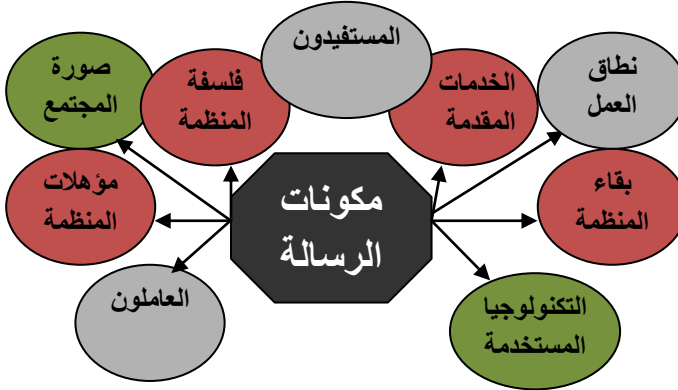 المستفيدون
نطاق
العمل
الخدمات
المقدمة
فلسفة
المنظمة
صورة
المجتمع
بقاء
المنظمة
مكونات
الرسالة
مؤهلات
المنظمة
التكنولوجيا
المستخدمة
العاملون